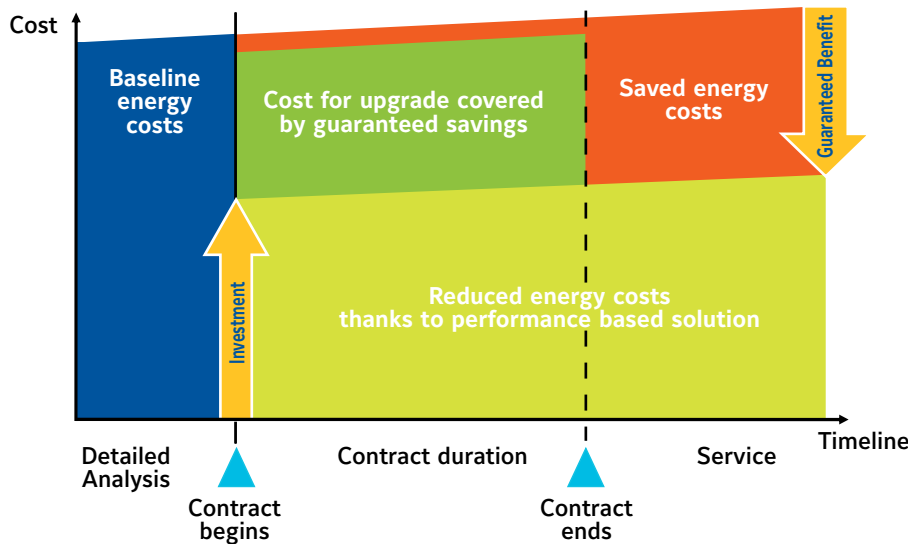 Cost
Baseline
energy
costs
Cost for upgrade covered
by guaranteed savings
Saved energy
costs
Guaranteed Benefit
Investment
Reduced energy costs
thanks to performance based solution
Timeline
Detailed
Analysis
Contract duration
Service
Contract
begins
Contract
ends